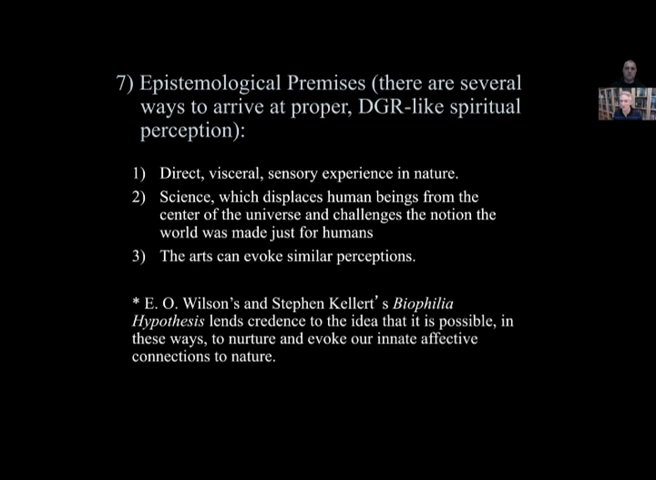 7) Epistemological Premises (there are several
ways to arrive at proper, DGR-like spiritual
perception):
1) Direct, visceral, sensory experience in nature.
2) Science, which displaces human beings from the
center of the universe and challenges the notion the
world was made just for humans
3) The arts can evoke similar perceptions.
* E. O. Wilson’s and Stephen Kellert’s Biophilia
Hypothesis lends credence to the idea that it is possible, in
these ways, to nurture and evoke our innate affective
connections to nature.